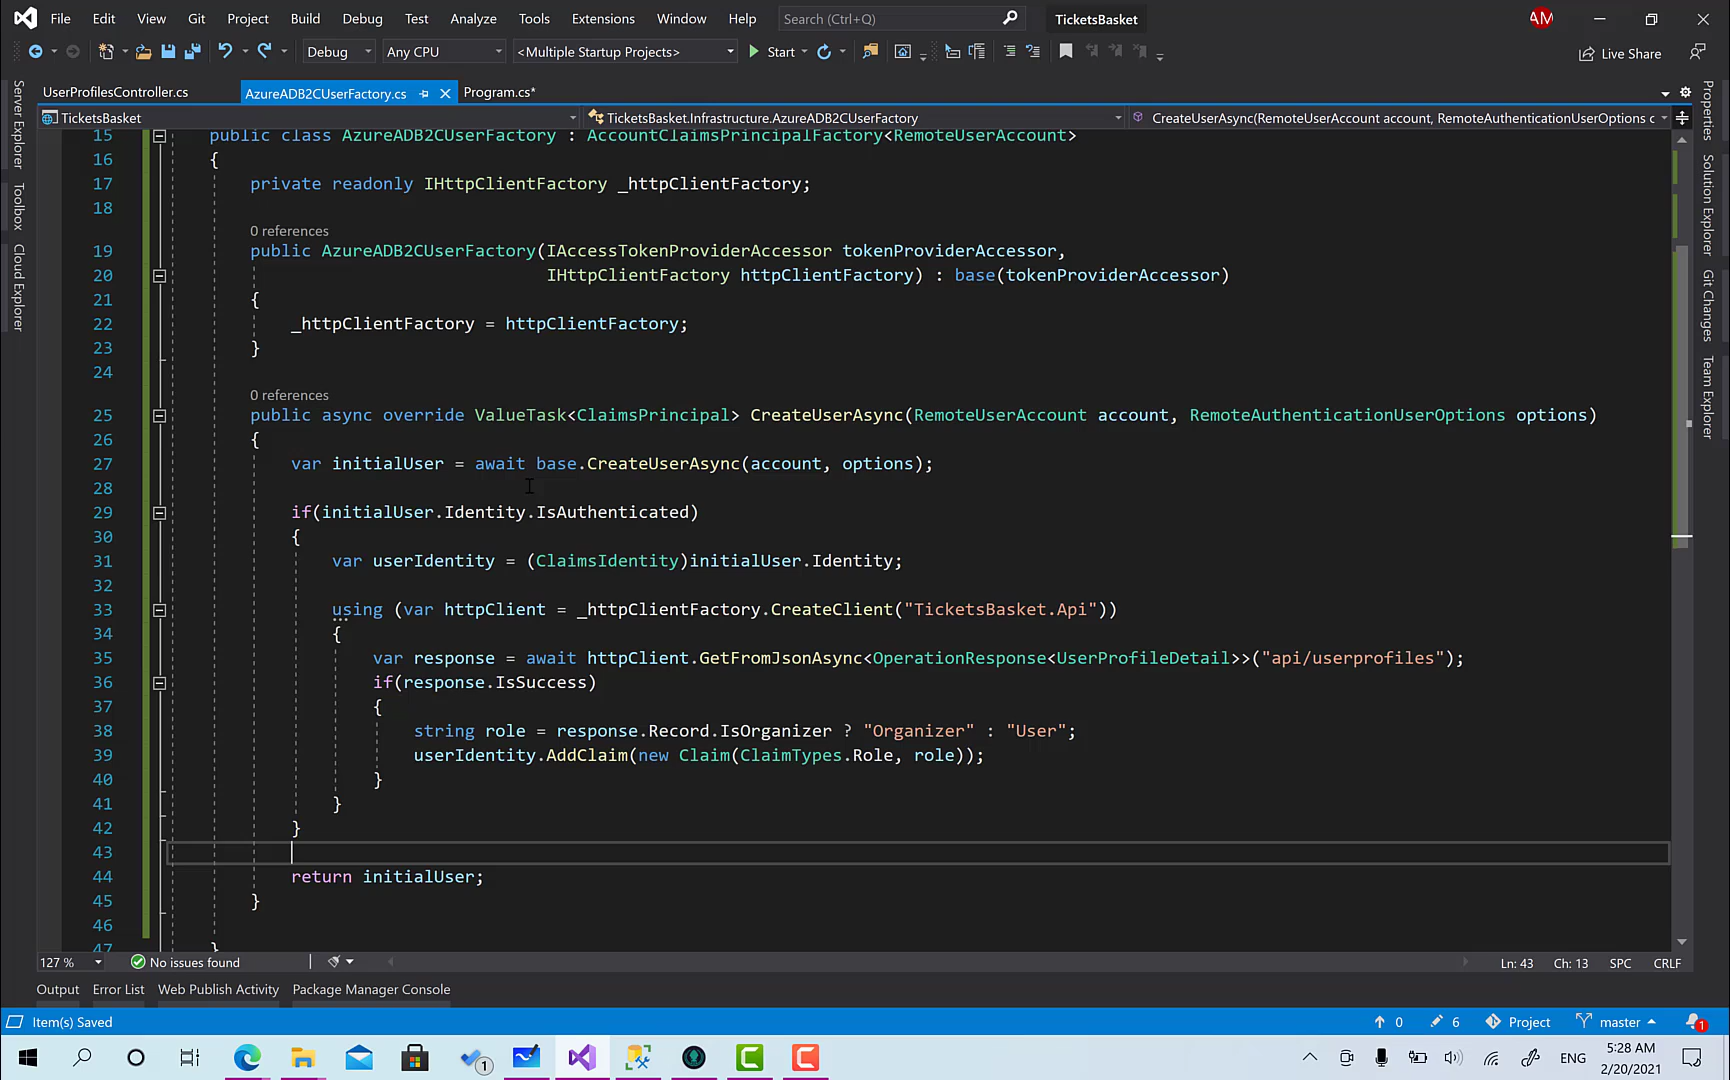 File Edit View Git Project Build Debug Test Analyze Tools Extensions Window Help Search (Ctrl+Q) TicketsBasket AM
Debug Any CPU <Multiple Startup Projects> Start Live Share
UserProfilesController.cs AzureADB2CUserFactory.cs Program.cs*
TicketsBasket TicketsBasket.Infrastructure.AzureADB2CUserFactory CreateUserAsync(RemoteUserAccount account, RemoteAuthenticationUserOptions c
Server Explorer
Toolbox
Cloud Explorer
15 public class AzureADB2CUserFactory : AccountClaimsPrincipalFactory<RemoteUserAccount>
16 {
17 private readonly IHttpClientFactory _httpClientFactory;
18
0 references
19 public AzureADB2CUserFactory(IAccessTokenProviderAccessor tokenProviderAccessor,
20 IHttpClientFactory httpClientFactory) : base(tokenProviderAccessor)
21 {
22 _httpClientFactory = httpClientFactory;
23 }
24
0 references
25 public async override ValueTask<ClaimsPrincipal> CreateUserAsync(RemoteUserAccount account, RemoteAuthenticationUserOptions options)
26 {
27 var initialUser = await base.CreateUserAsync(account, options);
28
29 if(initialUser.Identity.IsAuthenticated)
30 {
31 var userIdentity = (ClaimsIdentity)initialUser.Identity;
32
33 using (var httpClient = _httpClientFactory.CreateClient("TicketsBasket.Api"))
34 {
35 var response = await httpClient.GetFromJsonAsync<OperationResponse<UserProfileDetail>>("api/userprofiles");
36 if(response.IsSuccess)
37 {
38 string role = response.Record.IsOrganizer ? "Organizer" : "User";
39 userIdentity.AddClaim(new Claim(ClaimTypes.Role, role));
40 }
41 }
42 }
43
44 return initialUser;
45 }
46
47 }
Properties
Solution Explorer
Git Changes
Team Explorer
127 % No issues found Ln: 43 Ch: 13 SPC CRLF
Output Error List Web Publish Activity Package Manager Console
Item(s) Saved 0 6 Project master 1
1 ENG 5:28 AM
2/20/2021